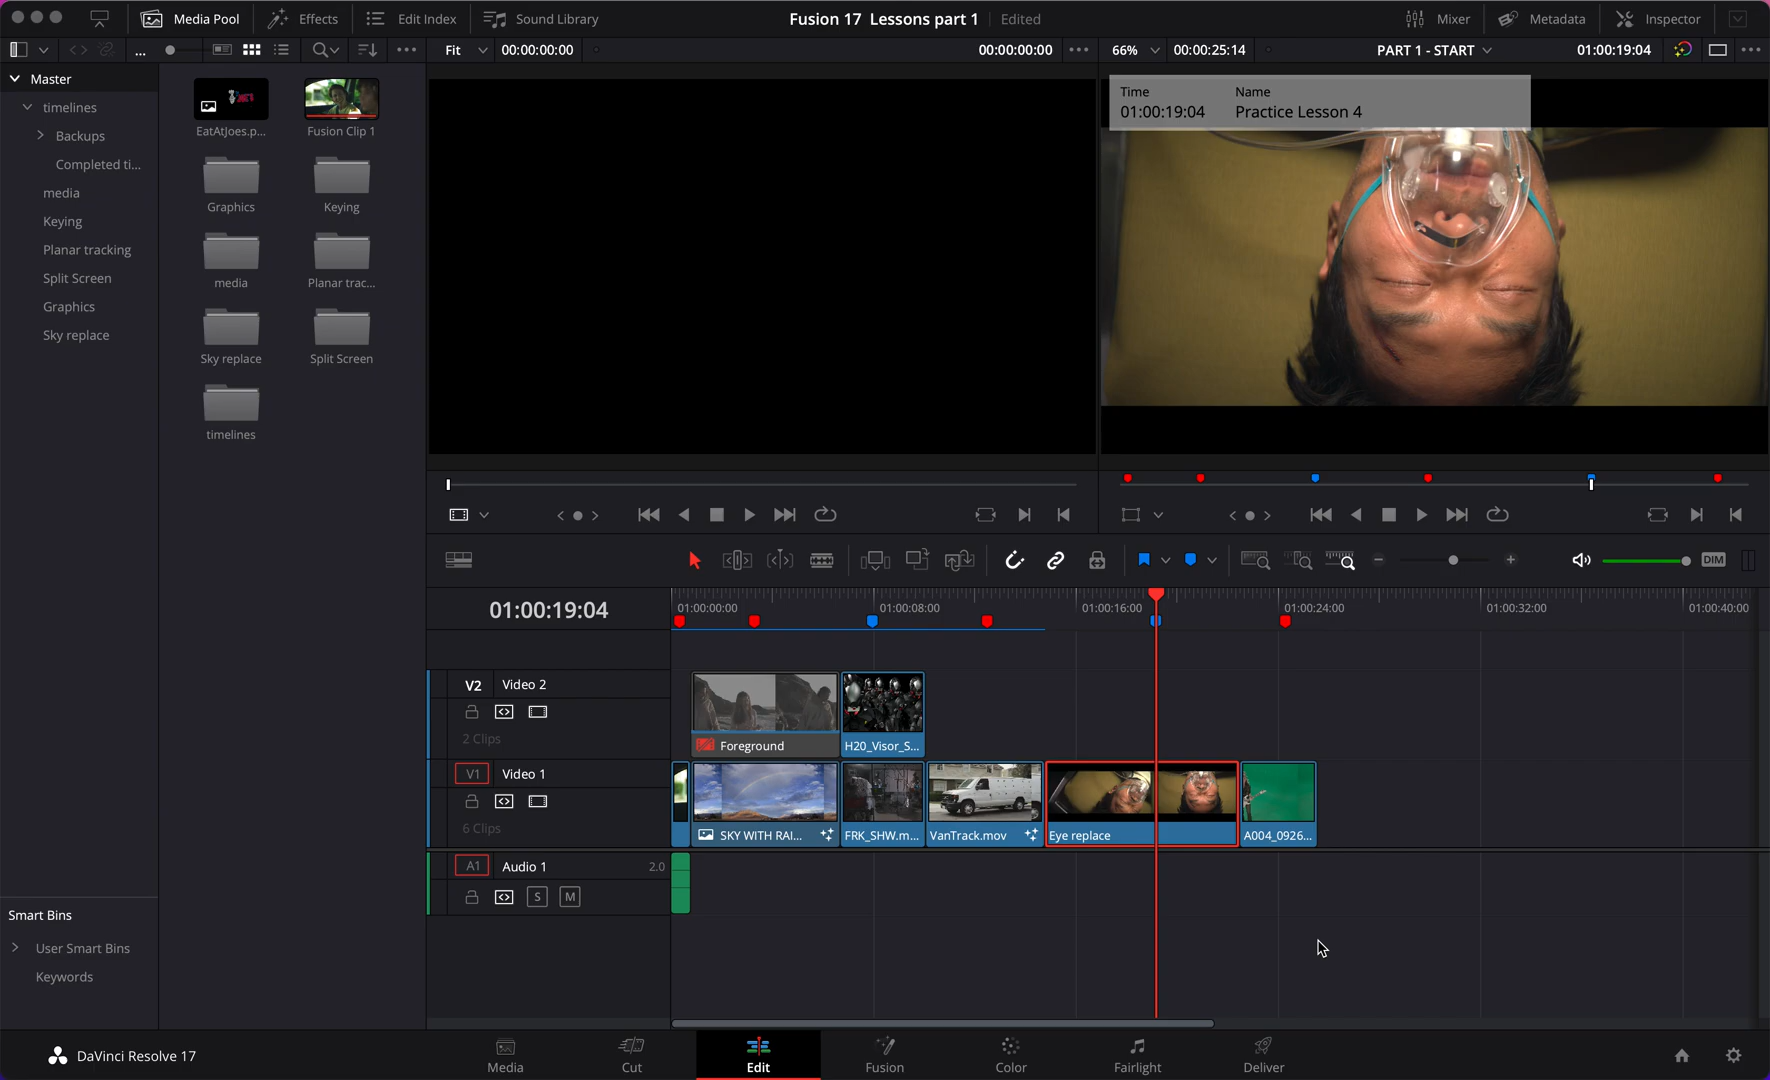 Media Pool
Effects
Edit Index
Sound Library
Fusion 17 Lessons part 1
Edited
Mixer
Metadata
Inspector
...
Fit
00:00:00:00
00:00:00:00
66%
00:00:25:14
PART 1 - START
01:00:19:04
Master
timelines
Backups
Completed ti...
media
Keying
Planar tracking
Split Screen
Graphics
Sky replace
EatAtJoes.p...
Fusion Clip 1
Graphics
Keying
media
Planar trac...
Sky replace
Split Screen
timelines
Time
Name
01:00:19:04
Practice Lesson 4
DIM
01:00:19:04
01:00:00:00
01:00:08:00
01:00:16:00
01:00:24:00
01:00:32:00
01:00:40:00
V2
Video 2
2 Clips
Foreground
H20_Visor_S...
V1
Video 1
6 Clips
SKY WITH RAI...
FRK_SHW.m...
VanTrack.mov
Eye replace
A004_0926...
A1
Audio 1
2.0
S
M
Smart Bins
User Smart Bins
Keywords
DaVinci Resolve 17
Media
Cut
Edit
Fusion
Color
Fairlight
Deliver